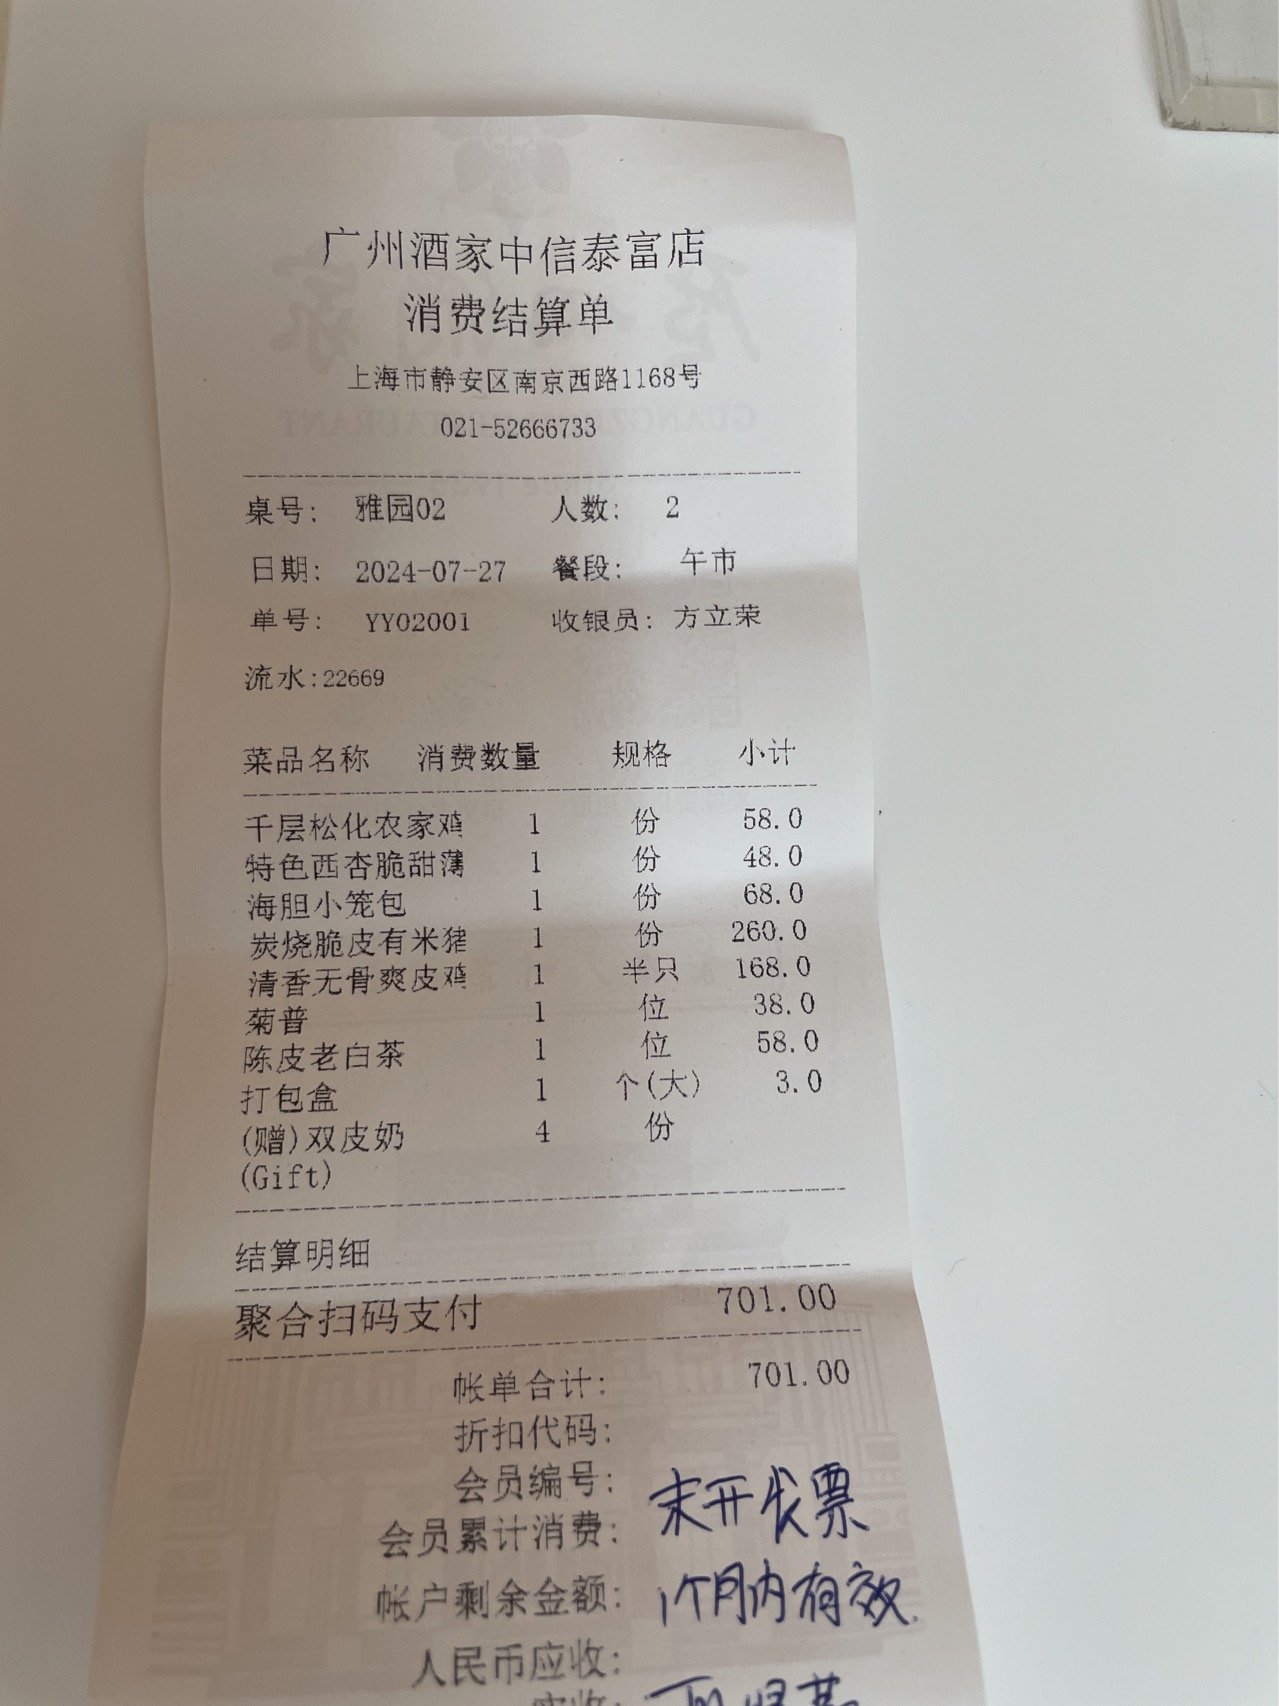 广州酒家中信泰富店
消费结算单
上海市静安区南京西路1168号
021-52666733
桌号: 雅园02 人数: 2
日期: 2024-07-27 餐段: 午市
单号: YY02001 收银员: 方立荣
流水:22669
菜品名称 消费数量 规格 小计
千层松化农家鸡 1 份 58.0
特色西杏脆甜薄 1 份 48.0
海胆小笼包 1 份 68.0
炭烧脆皮有米猪 1 份 260.0
清香无骨爽皮鸡 1 半只 168.0
菊普 1 位 38.0
陈皮老白茶 1 位 58.0
打包盒 1 个(大) 3.0
(赠)双皮奶 4 份
(Gift)
结算明细
聚合扫码支付 701.00
帐单合计: 701.00
折扣代码:
会员编号:
未开发票
会员累计消费:
帐户剩余金额: 1个月内有效
人民币应收: